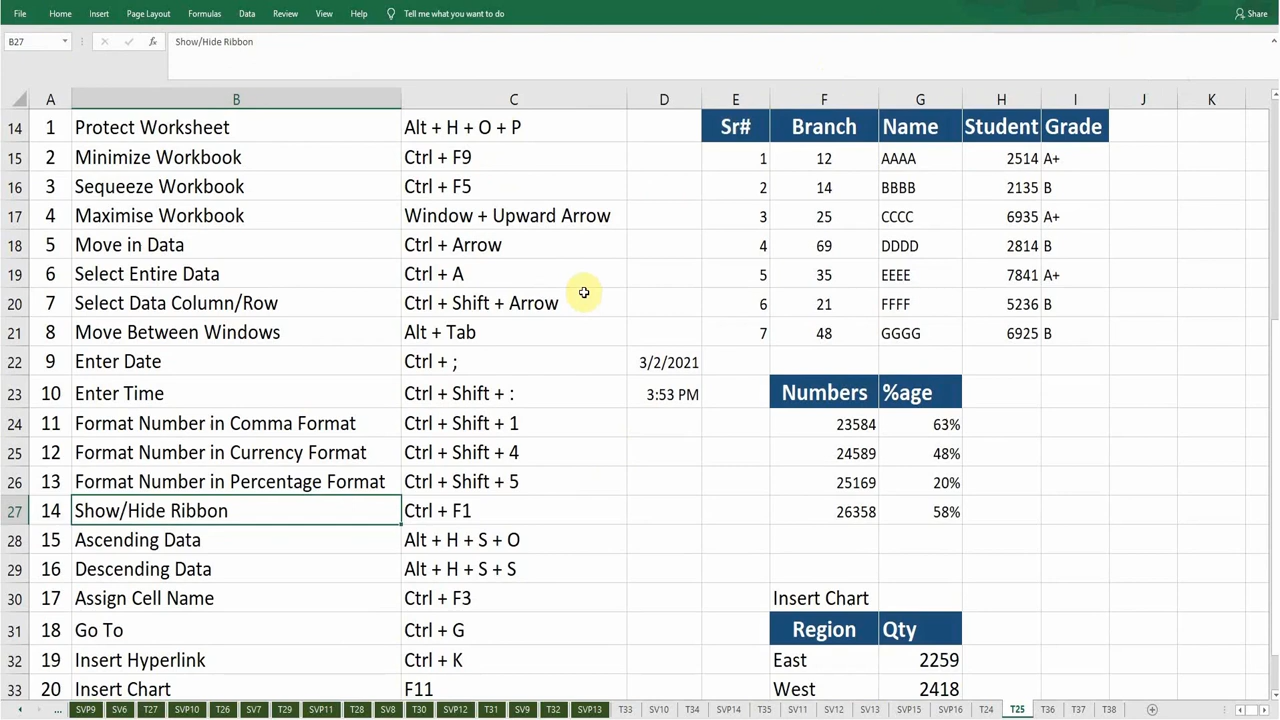 File Home Insert Page Layout Formulas Data Review View Help Tell me what you want to do Share
B27 fx Show/Hide Ribbon
A B C D E F G H I J K
14 1 Protect Worksheet Alt + H + O + P Sr# Branch Name Student Grade
15 2 Minimize Workbook Ctrl + F9 1 12 AAAA 2514 A+
16 3 Sequeeze Workbook Ctrl + F5 2 14 BBBB 2135 B
17 4 Maximise Workbook Window + Upward Arrow 3 25 CCCC 6935 A+
18 5 Move in Data Ctrl + Arrow 4 69 DDDD 2814 B
19 6 Select Entire Data Ctrl + A 5 35 EEEE 7841 A+
20 7 Select Data Column/Row Ctrl + Shift + Arrow 6 21 FFFF 5236 B
21 8 Move Between Windows Alt + Tab 7 48 GGGG 6925 B
22 9 Enter Date Ctrl + ; 3/2/2021
23 10 Enter Time Ctrl + Shift + : 3:53 PM Numbers %age
24 11 Format Number in Comma Format Ctrl + Shift + 1 23584 63%
25 12 Format Number in Currency Format Ctrl + Shift + 4 24589 48%
26 13 Format Number in Percentage Format Ctrl + Shift + 5 25169 20%
27 14 Show/Hide Ribbon Ctrl + F1 26358 58%
28 15 Ascending Data Alt + H + S + O
29 16 Descending Data Alt + H + S + S
30 17 Assign Cell Name Ctrl + F3 Insert Chart
31 18 Go To Ctrl + G Region Qty
32 19 Insert Hyperlink Ctrl + K East 2259
33 20 Insert Chart F11 West 2418
... SVP9 SV6 T27 SVP10 T26 SV7 T29 SVP11 T28 SV8 T30 SVP12 T31 SV9 T32 SVP13 T33 SV10 T34 SVP14 T35 SV11 T36 SV12 SV13 SVP15 SVP16 T24 T25 T36 T37 T38